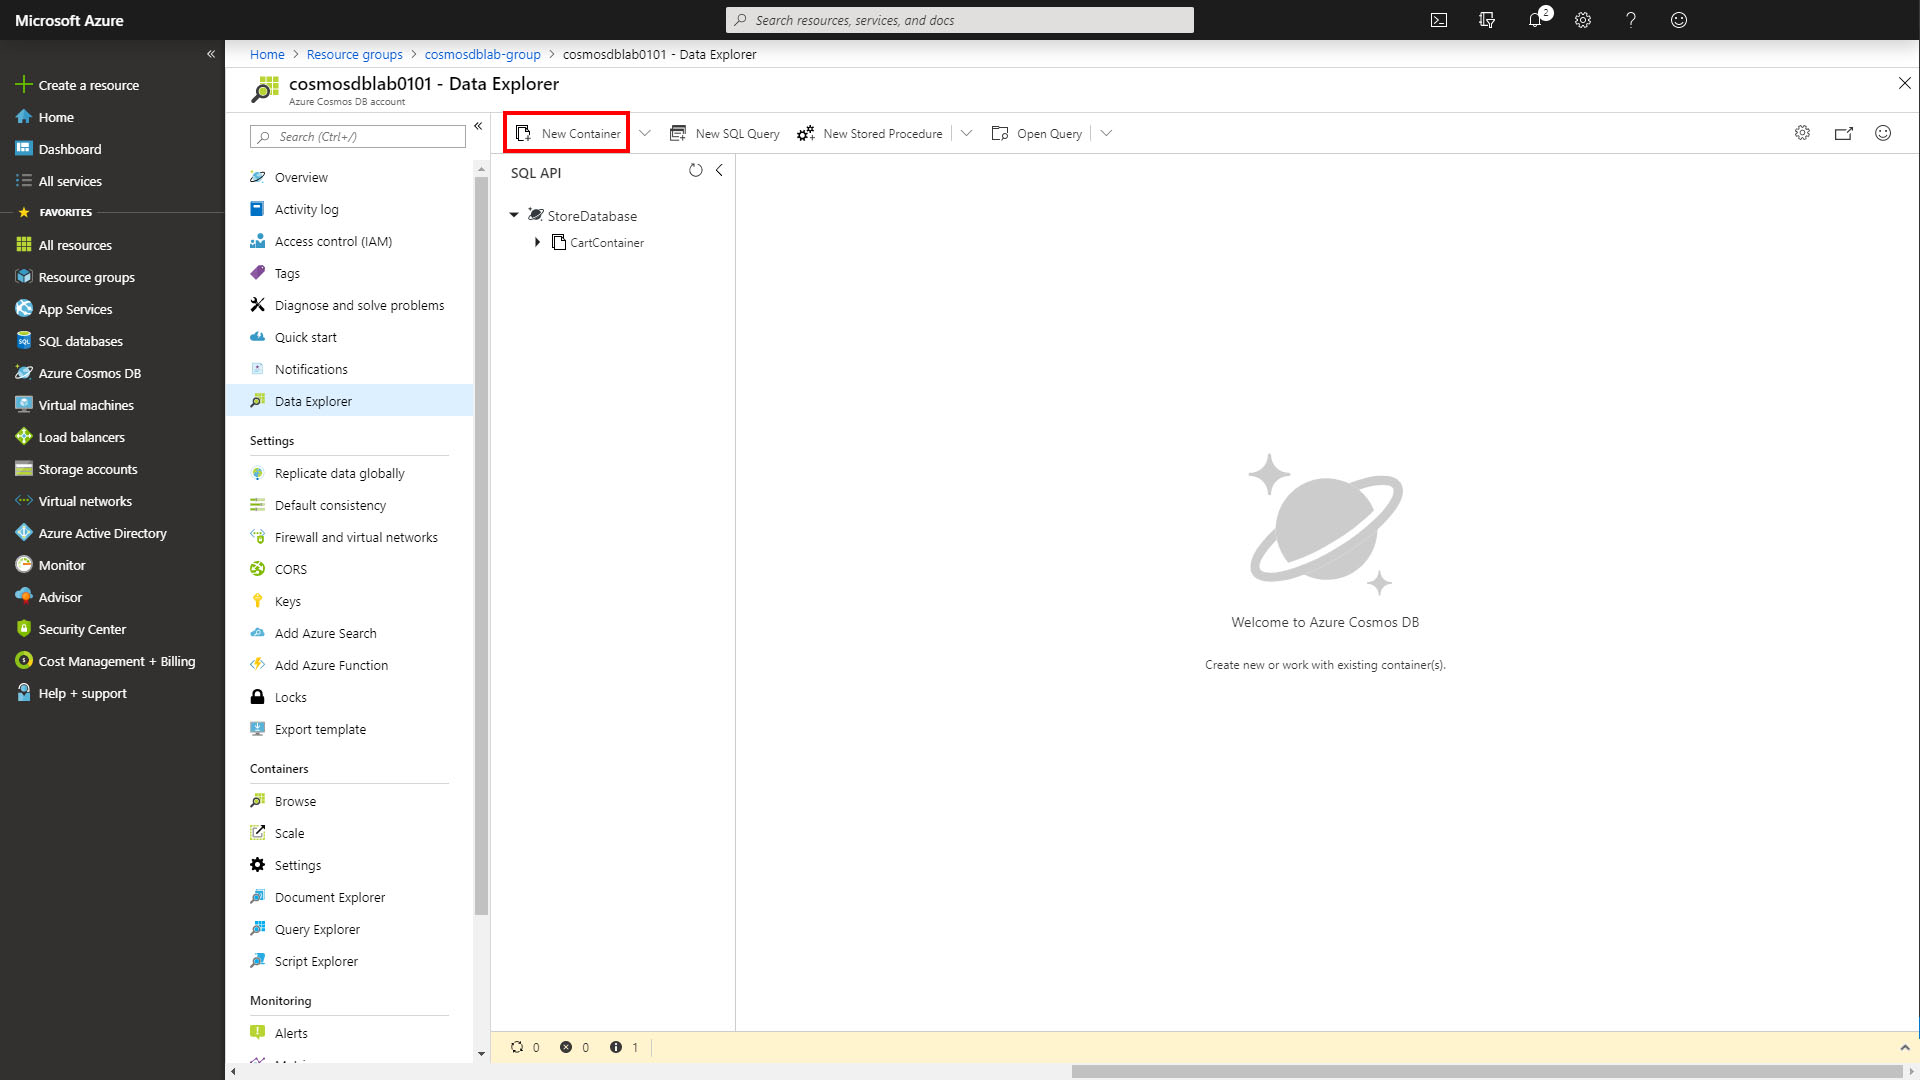 Microsoft Azure
Search resources, services, and docs
2
Create a resource
Home
Dashboard
All services
FAVORITES
All resources
Resource groups
App Services
SQL databases
Azure Cosmos DB
Virtual machines
Load balancers
Storage accounts
Virtual networks
Azure Active Directory
Monitor
Advisor
Security Center
Cost Management + Billing
Help + support
Home > Resource groups > cosmosdblab-group > cosmosdblab0101 - Data Explorer
cosmosdblab0101 - Data Explorer
Azure Cosmos DB account
Search (Ctrl+/)
Overview
Activity log
Access control (IAM)
Tags
Diagnose and solve problems
Quick start
Notifications
Data Explorer
Settings
Replicate data globally
Default consistency
Firewall and virtual networks
CORS
Keys
Add Azure Search
Add Azure Function
Locks
Export template
Containers
Browse
Scale
Settings
Document Explorer
Query Explorer
Script Explorer
Monitoring
Alerts
New Container
New SQL Query
New Stored Procedure
Open Query
SQL API
StoreDatabase
CartContainer
Welcome to Azure Cosmos DB
Create new or work with existing container(s).
0 0 1